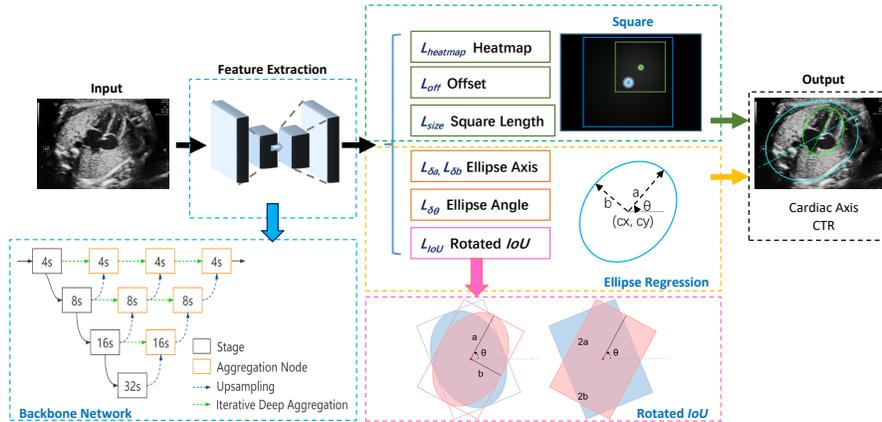 Input
Feature Extraction
L_heatmap Heatmap
L_off Offset
L_size Square Length
Square
Output
L_δa, L_δb Ellipse Axis
L_δθ Ellipse Angle
L_IoU Rotated IoU
b
a
θ
(cx, cy)
Ellipse Regression
Cardiac Axis
CTR
4s
4s
4s
4s
8s
8s
8s
16s
16s
32s
Stage
Aggregation Node
Upsampling
Iterative Deep Aggregation
Backbone Network
a
θ
b
2a
θ
2b
Rotated IoU